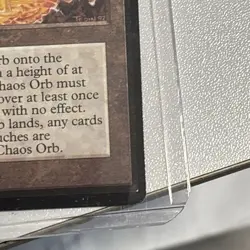 rb onto the
n a height of at
Chaos Orb must
over at least once
with no effect.
b lands, any cards
uches are
Chaos Orb.